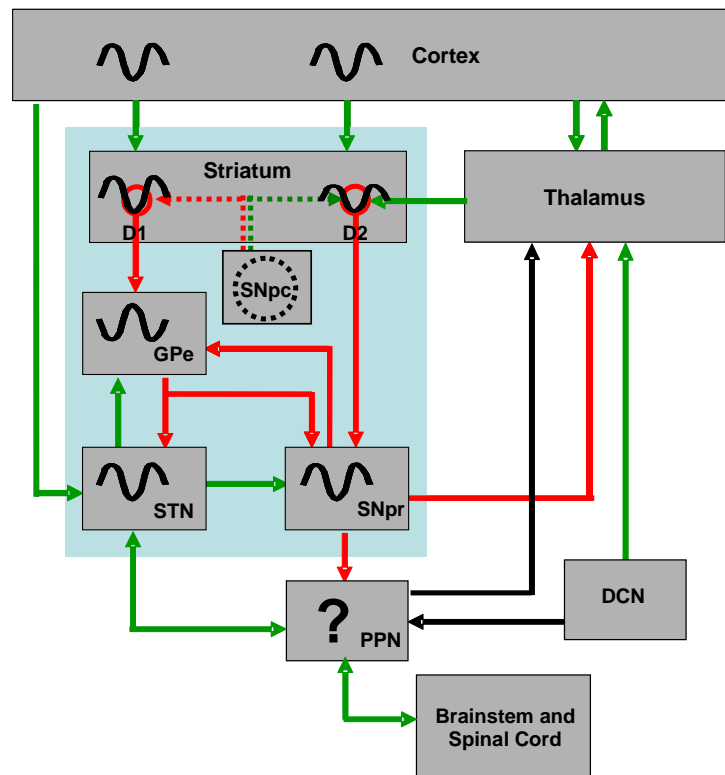 Cortex
Striatum
Thalamus
D1
D2
SNpc
GPe
STN
SNpr
DCN
?
PPN
Brainstem and
Spinal Cord